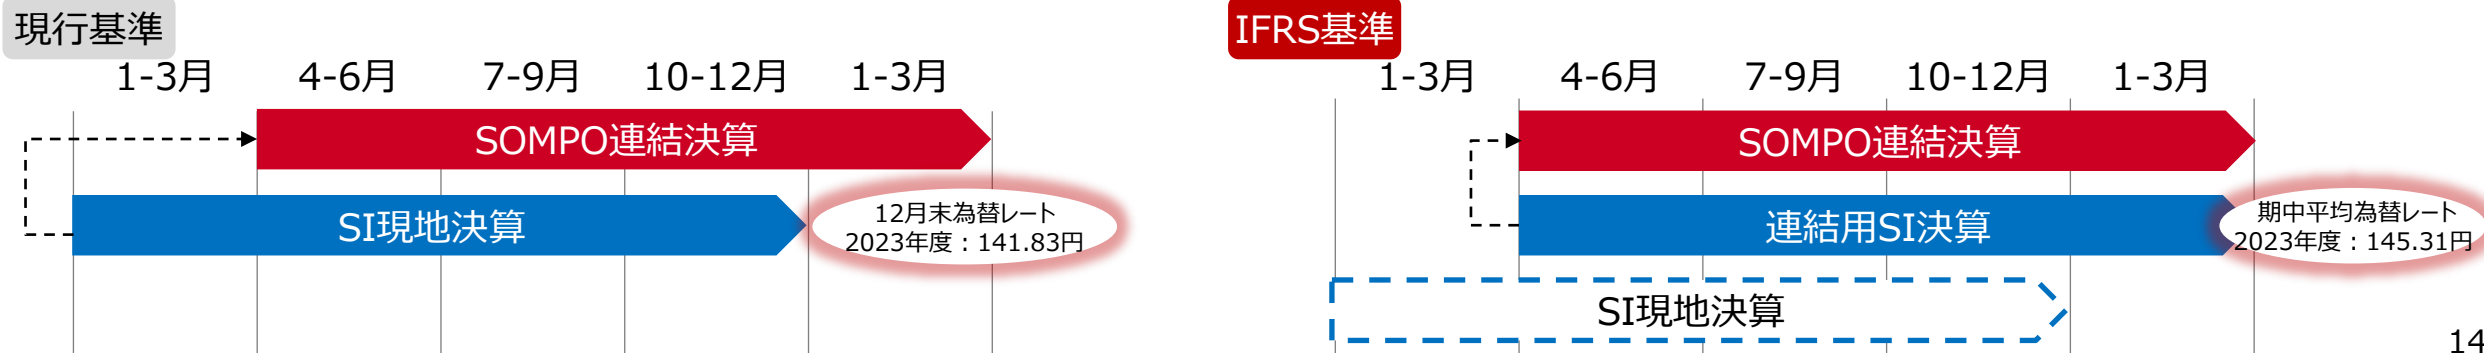 現行基準
1-3月 4-6月 7-9月 10-12月 1-3月
SOMPO連結決算
SI現地決算
12月末為替レート
2023年度：141.83円
IFRS基準
1-3月 4-6月 7-9月 10-12月 1-3月
SOMPO連結決算
連結用SI決算
期中平均為替レート
2023年度：145.31円
SI現地決算
14